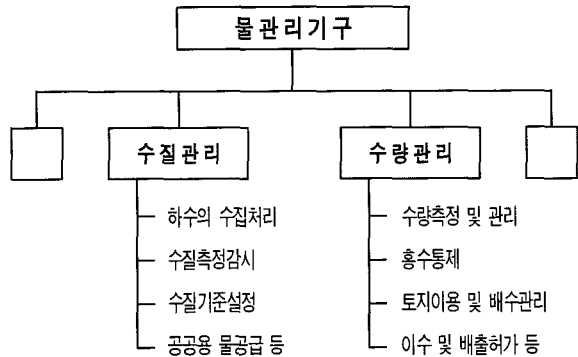 물관리기구
수질관리
하수의 수집처리
수질측정감시
수질기준설정
공공용 물공급 등
수량관리
수량측정 및 관리
홍수통제
토지이용 및 배수관리
이수 및 배출허가 등